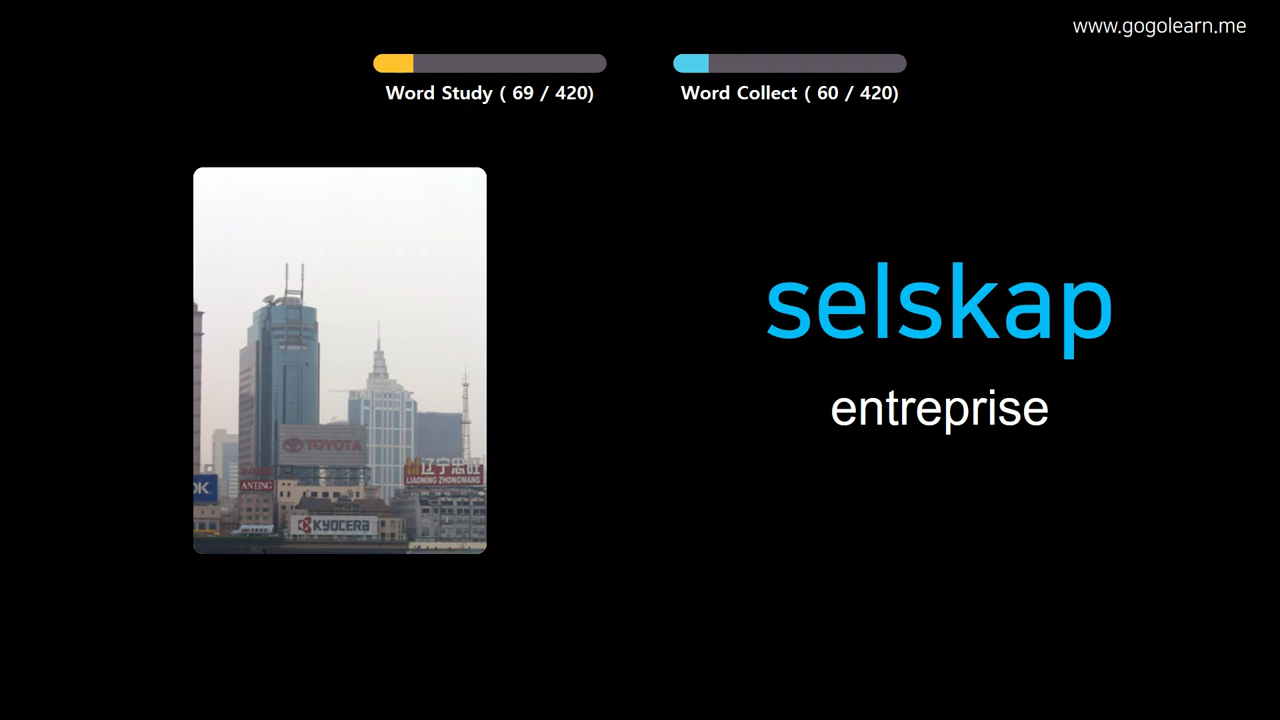 www.gogolearn.me
Word Study ( 69 / 420)
Word Collect ( 60 / 420)
selskap
entreprise
TOYOTA
辽宁忠旺
LIAONING ZHONGWANG
OK
ANTING
KYOCERA